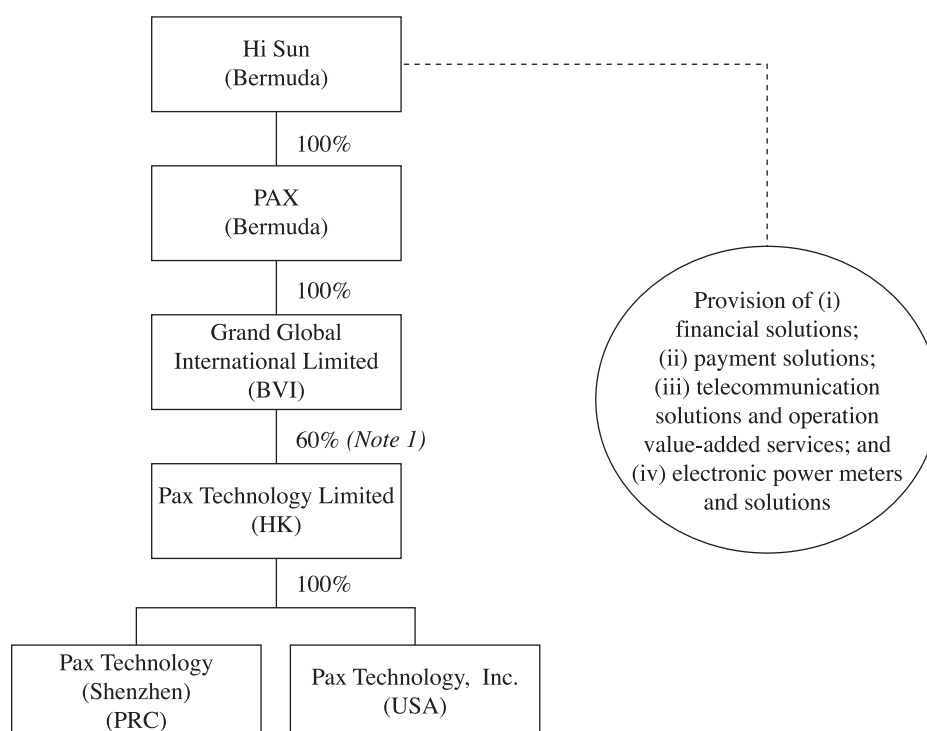 Hi Sun
(Bermuda)
100%
PAX
(Bermuda)
100%
Grand Global
International Limited
(BVI)
60% (Note 1)
Pax Technology Limited
(HK)
100%
Pax Technology
(Shenzhen)
(PRC)
Pax Technology, Inc.
(USA)
Provision of (i)
financial solutions;
(ii) payment solutions;
(iii) telecommunication
solutions and operation
value-added services; and
(iv) electronic power meters
and solutions